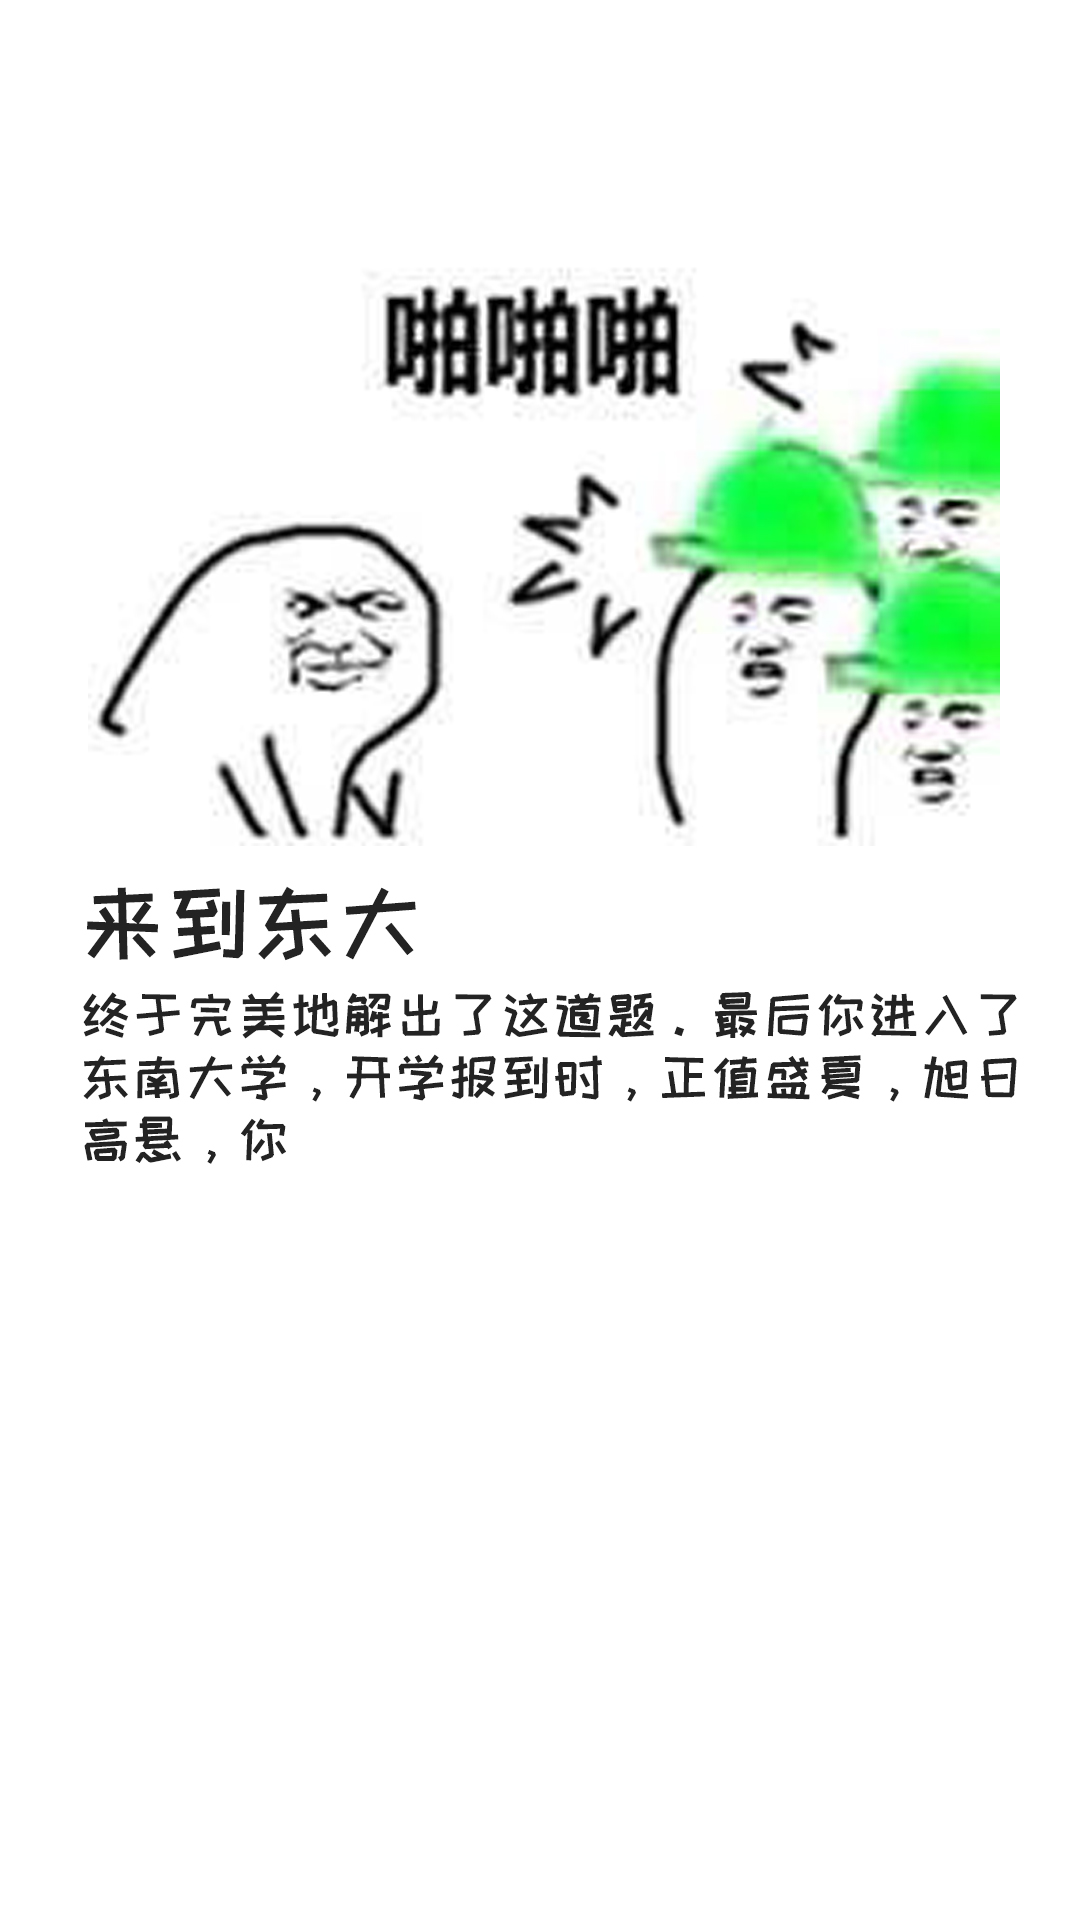 啪啪啪
来到东大
终于完美地解出了这道题。最后你进入了
东南大学，开学报到时，正值盛夏，旭日
高悬，你